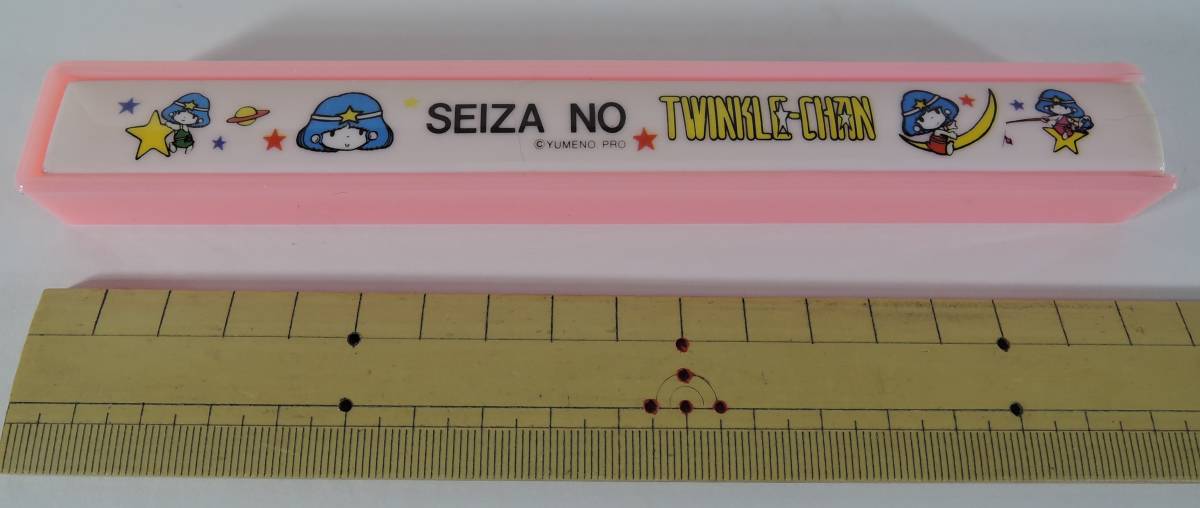 SEIZA NO TWINKLE-CHAN
©YUMENO. PRO